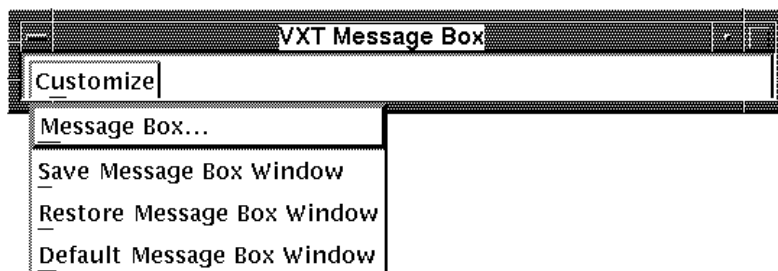 VXT Message Box
Customize
Message Box...
Save Message Box Window
Restore Message Box Window
Default Message Box Window